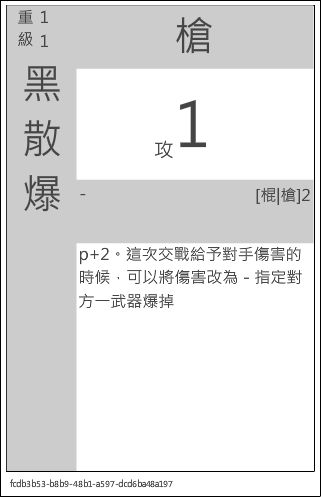 重 1
級 1
槍
黑
散
爆
攻 1
- [棍|槍]2
p+2。這次交戰給予對手傷害的
時候，可以將傷害改為 - 指定對
方一武器爆掉
fcdb3b53-b8b9-48b1-a597-dcd6ba48a197